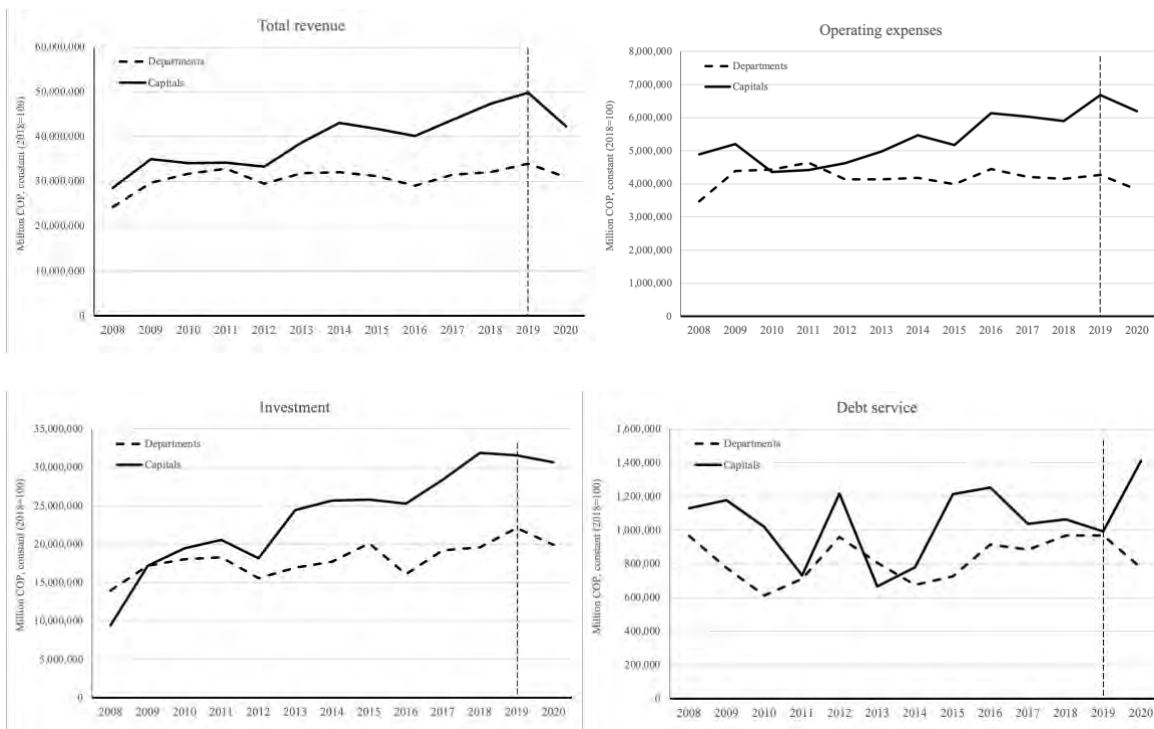 Total revenue
Million COP, constant (2018=100)
60,000,000
50,000,000
40,000,000
30,000,000
20,000,000
10,000,000
0
Departments
Capitals
2008 2009 2010 2011 2012 2013 2014 2015 2016 2017 2018 2019 2020
Operating expenses
Million COP, constant (2018=100)
8,000,000
7,000,000
6,000,000
5,000,000
4,000,000
3,000,000
2,000,000
1,000,000
0
Departments
Capitals
2008 2009 2010 2011 2012 2013 2014 2015 2016 2017 2018 2019 2020
Investment
Million COP, constant (2018=100)
35,000,000
30,000,000
25,000,000
20,000,000
15,000,000
10,000,000
5,000,000
0
Departments
Capitals
2008 2009 2010 2011 2012 2013 2014 2015 2016 2017 2018 2019 2020
Debt service
Million COP, constant (2018=100)
1,600,000
1,400,000
1,200,000
1,000,000
800,000
600,000
400,000
200,000
0
Departments
Capitals
2008 2009 2010 2011 2012 2013 2014 2015 2016 2017 2018 2019 2020